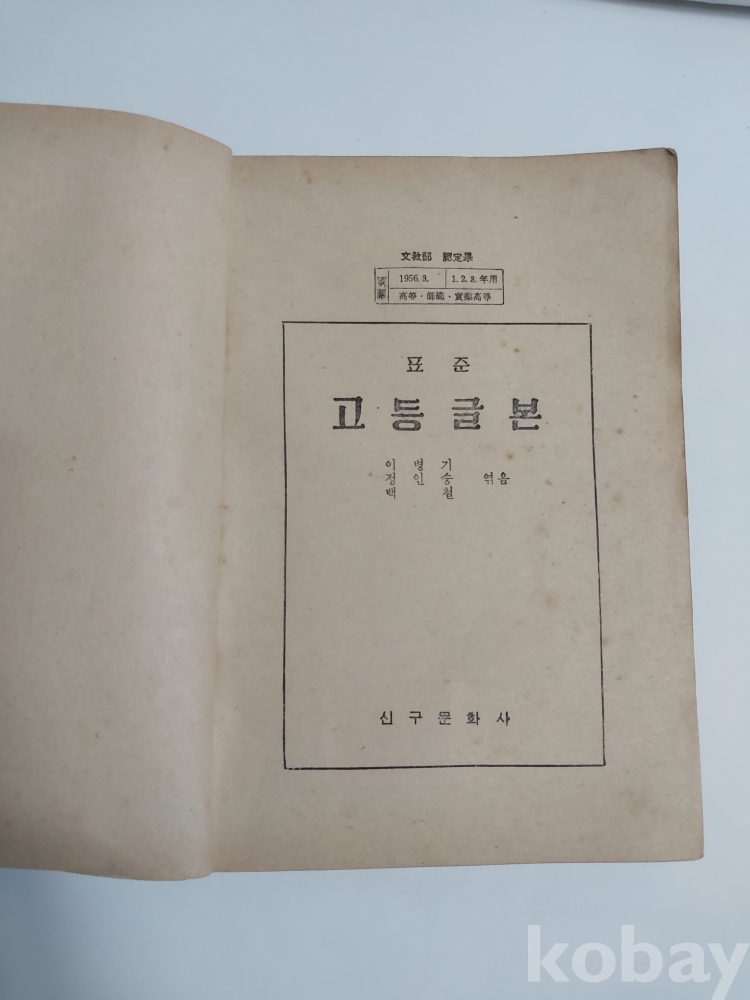 文敎部 認定畢
1956. 3. 1. 2. 3. 年用
高等·師範·實業高等
표준
고등글본
이병기
정인승 엮음
백철
신구문화사
kobay